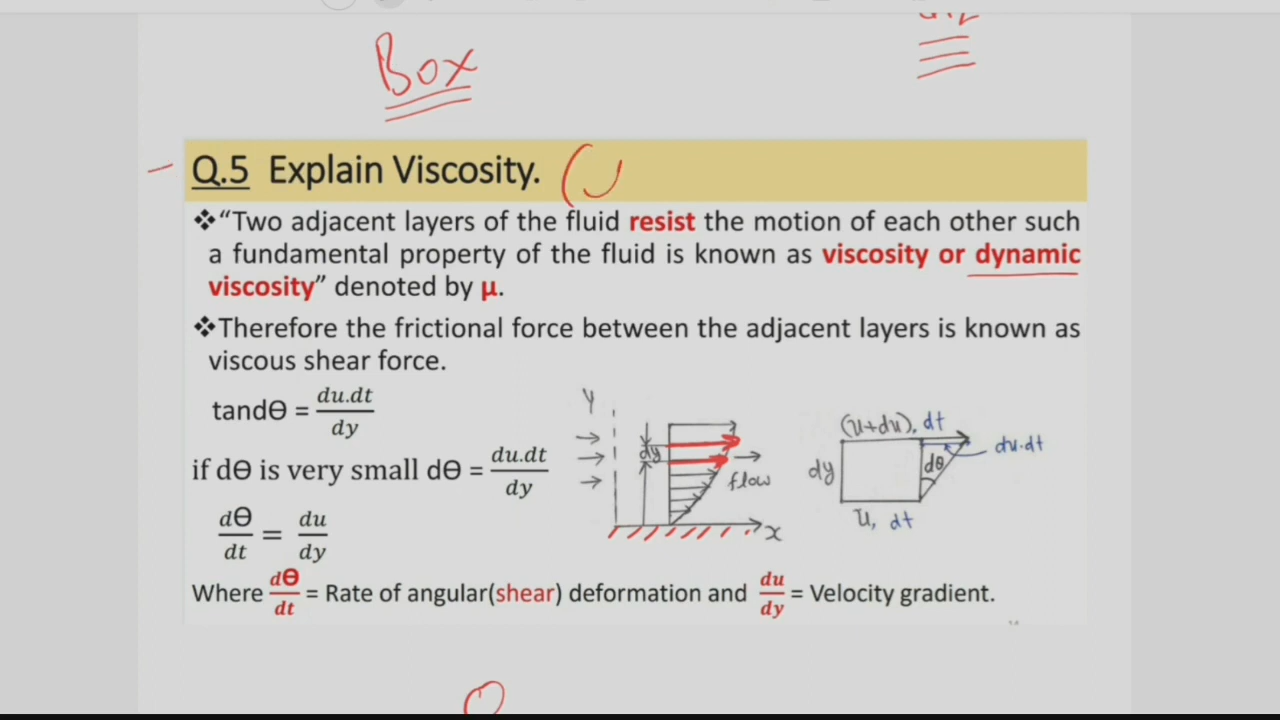 Box
Q.5 Explain Viscosity.
❖“Two adjacent layers of the fluid resist the motion of each other such
a fundamental property of the fluid is known as viscosity or dynamic
viscosity” denoted by μ.
❖Therefore the frictional force between the adjacent layers is known as
viscous shear force.
tandϴ = du.dt / dy
if dϴ is very small dϴ = du.dt / dy
dϴ / dt = du / dy
Y
dy
flow
x
(u+du), dt
du.dt
dy
dθ
u, dt
Where dϴ / dt = Rate of angular(shear) deformation and du / dy = Velocity gradient.